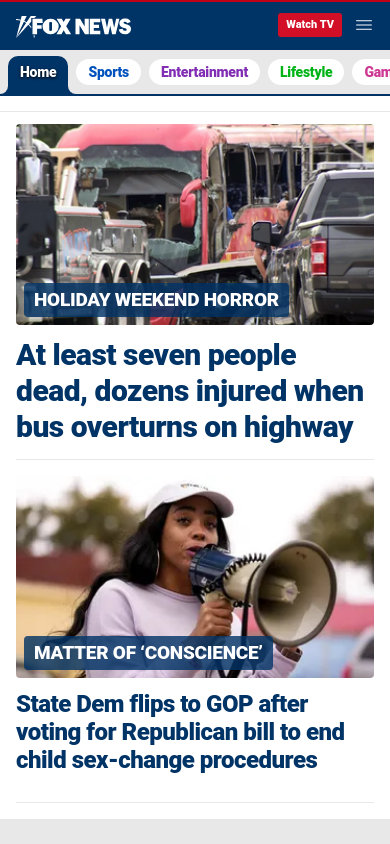 FOX NEWS
Watch TV
Home
Sports
Entertainment
Lifestyle
Gam
HOLIDAY WEEKEND HORROR
At least seven people
dead, dozens injured when
bus overturns on highway
MATTER OF ‘CONSCIENCE’
State Dem flips to GOP after
voting for Republican bill to end
child sex-change procedures